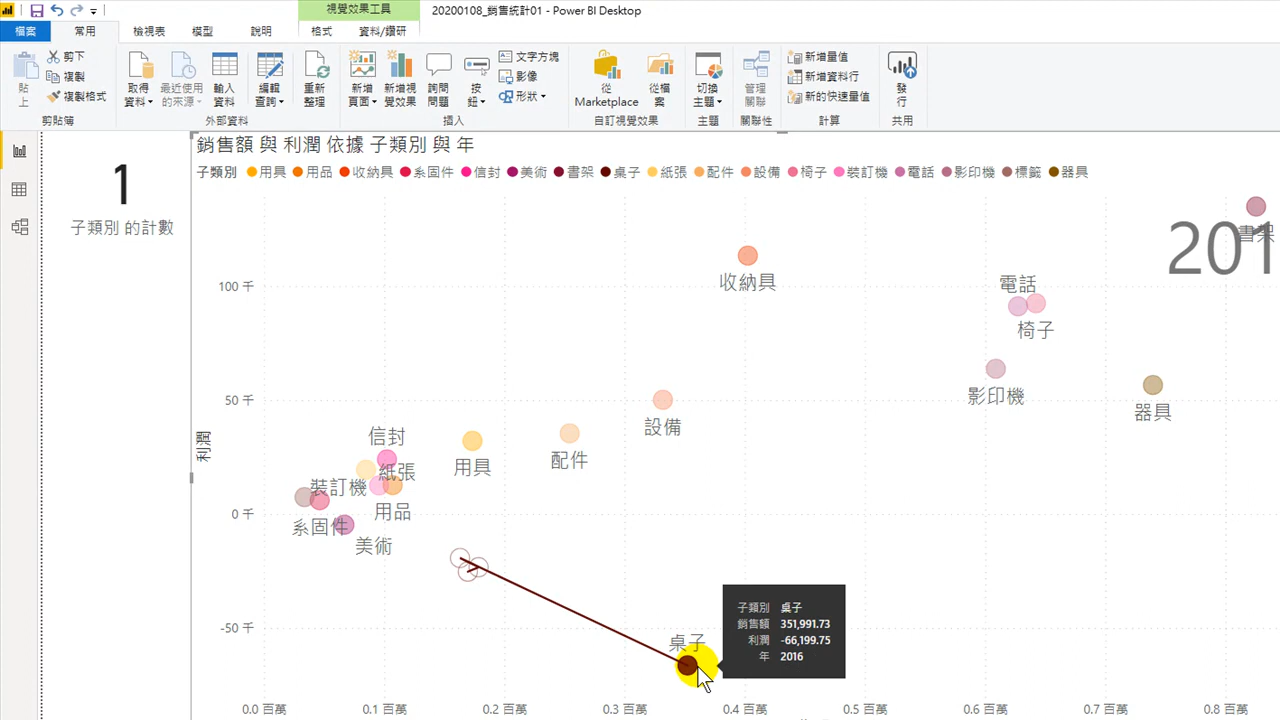 視覺效果工具
20200108_銷售統計01 - Power BI Desktop
檔案 常用 檢視表 模型 說明 格式 資料/鑽研
貼上
剪下
複製
複製格式
剪貼簿
取得資料
最近使用的來源
輸入資料
編輯查詢
外部資料
重新整理
新增頁面
新增視覺效果
詢問問題
按鈕
文字方塊
影像
形狀
插入
從 Marketplace
從檔案
自訂視覺效果
切換主題
主題
管理關聯
關聯性
新增量值
新增資料行
新的快速量值
計算
發行
共用
1
子類別 的計數
銷售額 與 利潤 依據 子類別 與 年
子類別 用具 用品 收納具 系固件 信封 美術 書架 桌子 紙張 配件 設備 椅子 裝訂機 電話 影印機 標籤 器具
201
書架
收納具
100 千
電話
椅子
影印機
50 千
器具
設備
信封
利潤
配件
用具
紙張
裝訂機
用品
0 千
系固件
美術
-50 千
桌子
子類別 桌子
銷售額 351,991.73
利潤 -66,199.75
年 2016
0.0 百萬 0.1 百萬 0.2 百萬 0.3 百萬 0.4 百萬 0.5 百萬 0.6 百萬 0.7 百萬 0.8 百萬